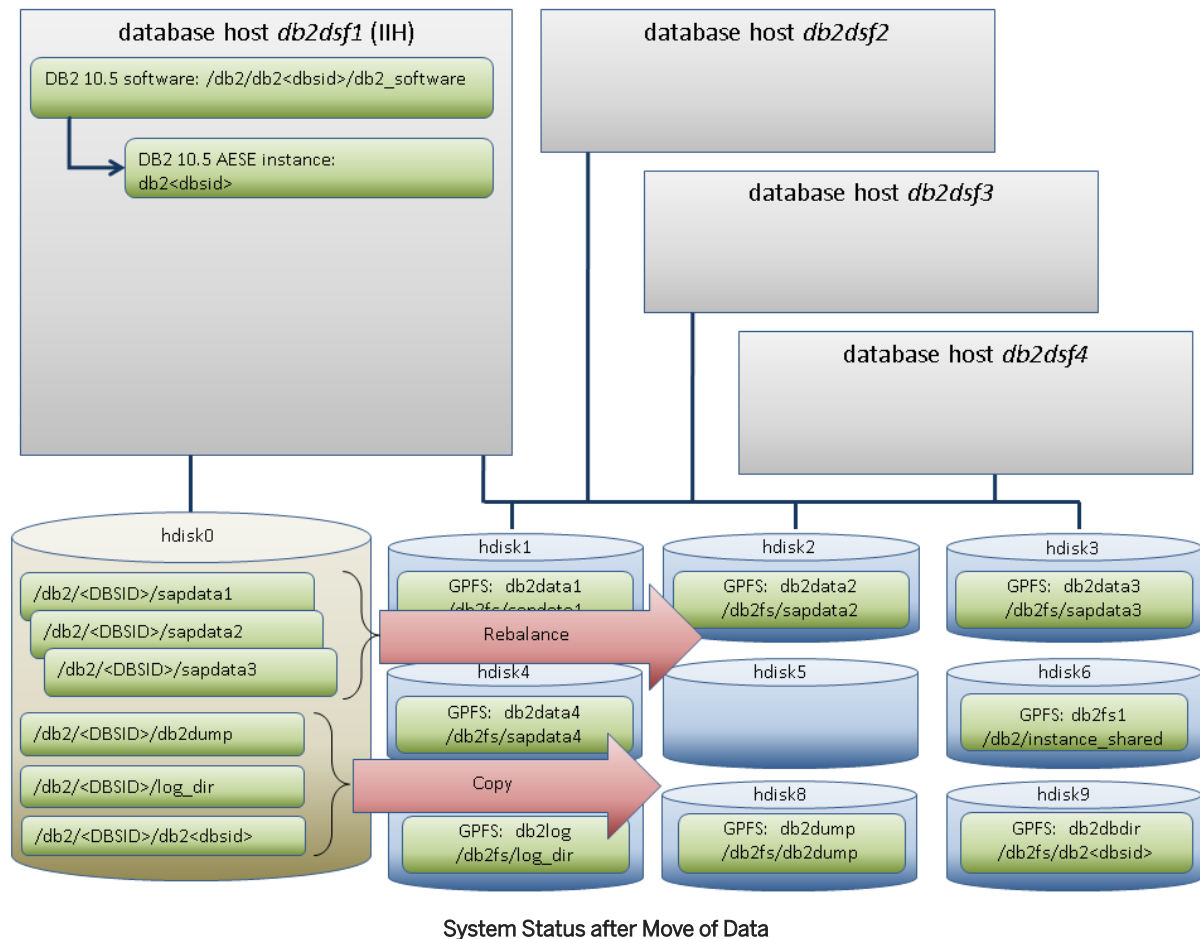 database host db2dsf1 (IIH)
DB2 10.5 software: /db2/db2<dbsid>/db2_software
DB2 10.5 AESE instance:
db2<dbsid>
database host db2dsf2
database host db2dsf3
database host db2dsf4
hdisk0
/db2/<DBSID>/sapdata1
/db2/<DBSID>/sapdata2
/db2/<DBSID>/sapdata3
/db2/<DBSID>/db2dump
/db2/<DBSID>/log_dir
/db2/<DBSID>/db2<dbsid>
Rebalance
Copy
hdisk1
GPFS: db2data1
/db2fs/sapdata1
hdisk2
GPFS: db2data2
/db2fs/sapdata2
hdisk3
GPFS: db2data3
/db2fs/sapdata3
hdisk4
GPFS: db2data4
/db2fs/sapdata4
hdisk5
hdisk6
GPFS: db2fs1
/db2/instance_shared
GPFS: db2log
/db2fs/log_dir
hdisk8
GPFS: db2dump
/db2fs/db2dump
hdisk9
GPFS: db2dbdir
/db2fs/db2<dbsid>
System Status after Move of Data